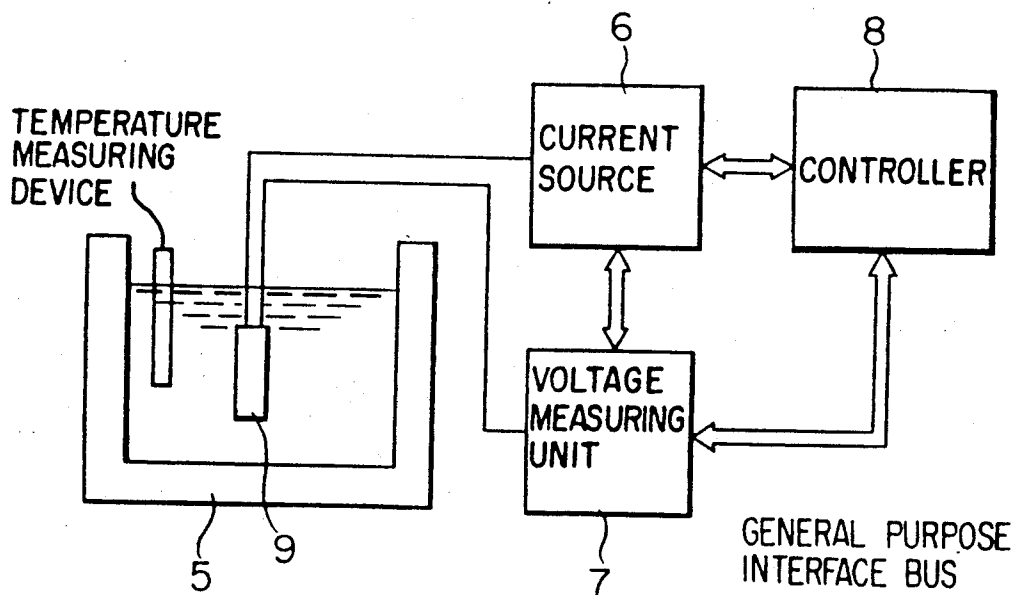 6
8
TEMPERATURE
MEASURING
DEVICE
CURRENT
SOURCE
CONTROLLER
VOLTAGE
MEASURING
UNIT
5
9
7
GENERAL PURPOSE
INTERFACE BUS